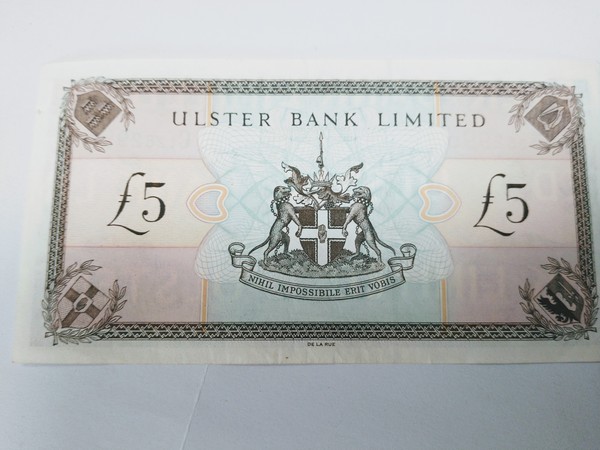 ULSTER BANK LIMITED
£5 £5
NIHIL IMPOSSIBILE ERIT VOBIS
DE LA RUE